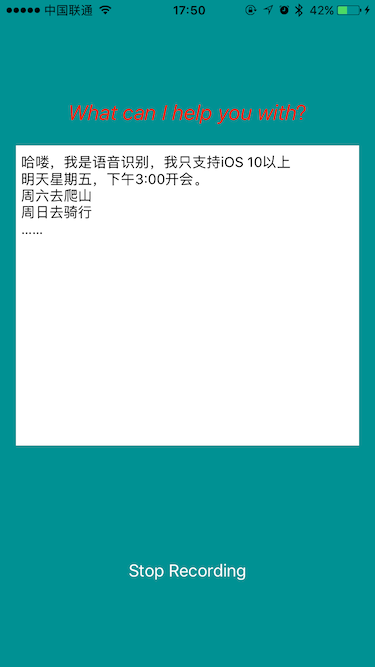 中国联通 17:50 42%
What can I help you with?
哈喽，我是语音识别，我只支持iOS 10以上
明天星期五，下午3:00开会。
周六去爬山
周日去骑行
……
Stop Recording